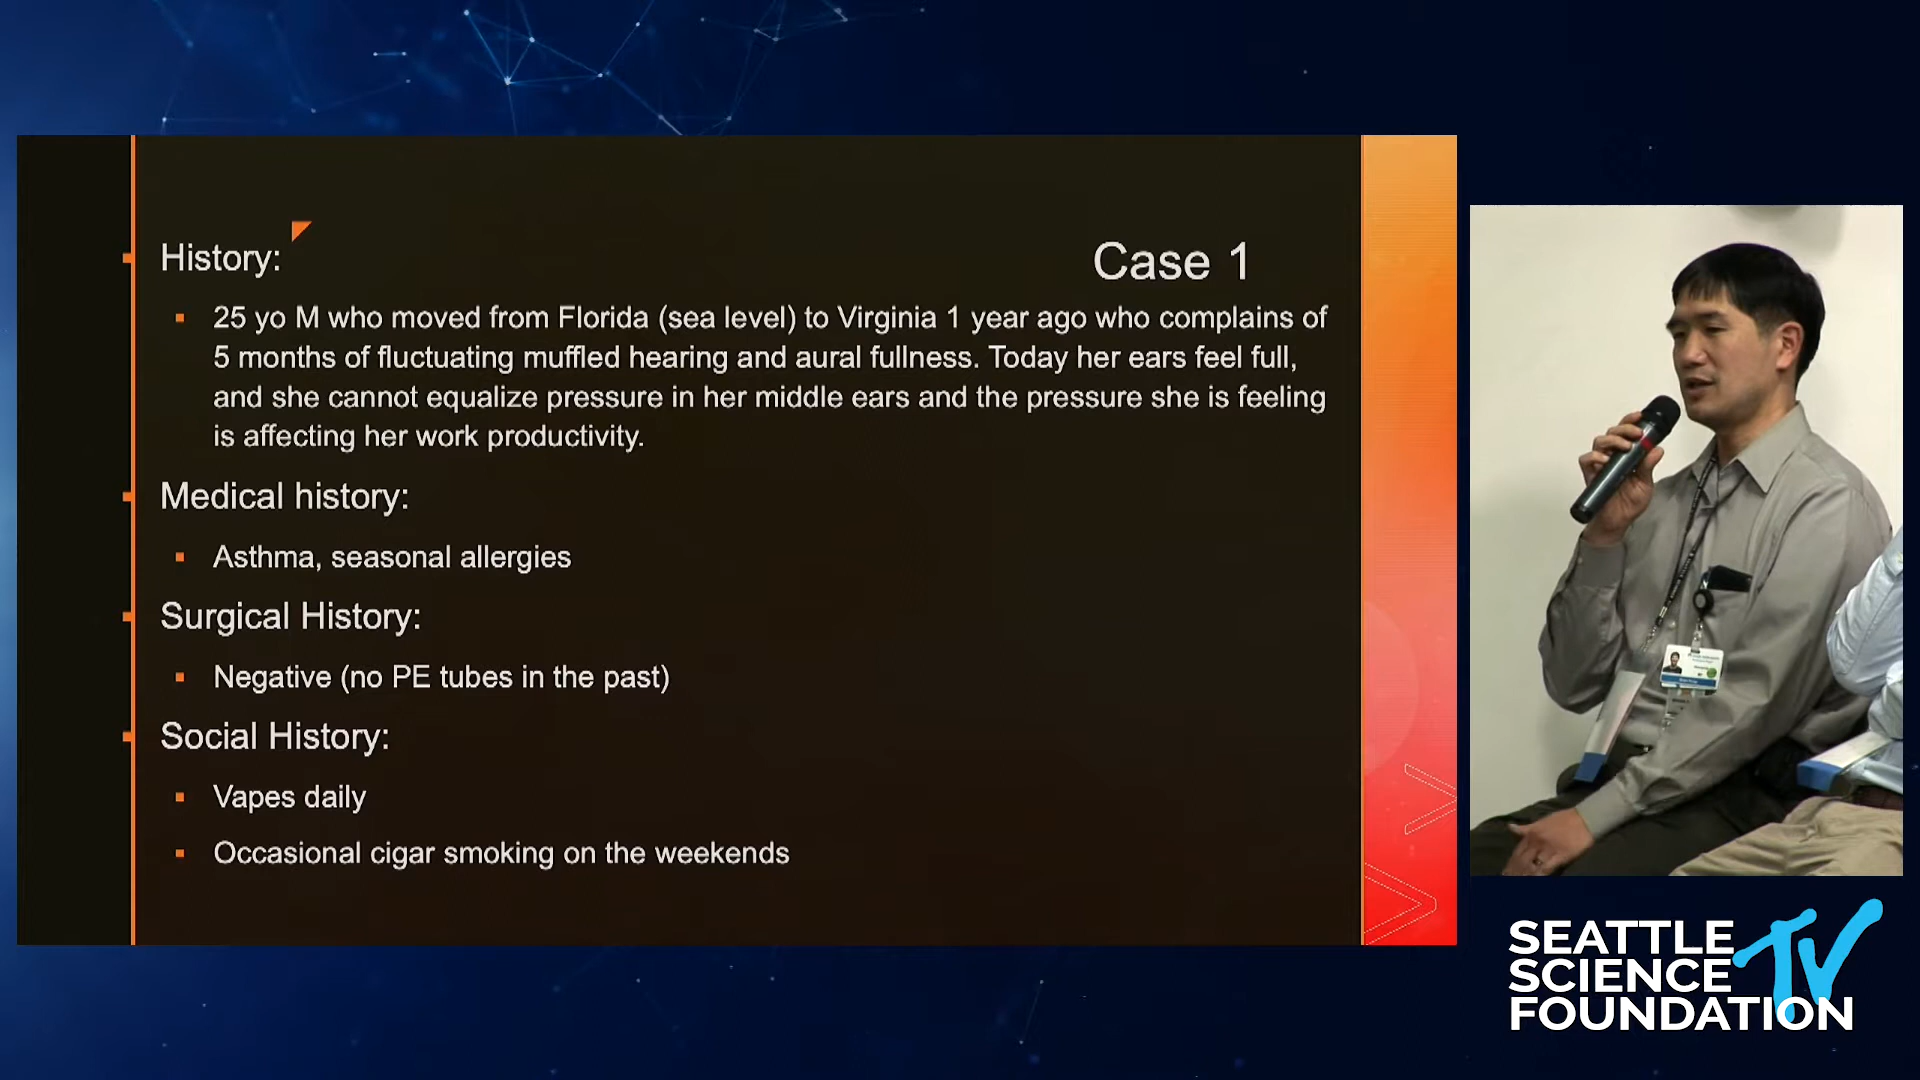 Case 1
History:
25 yo M who moved from Florida (sea level) to Virginia 1 year ago who complains of
5 months of fluctuating muffled hearing and aural fullness. Today her ears feel full,
and she cannot equalize pressure in her middle ears and the pressure she is feeling
is affecting her work productivity.
Medical history:
Asthma, seasonal allergies
Surgical History:
Negative (no PE tubes in the past)
Social History:
Vapes daily
Occasional cigar smoking on the weekends
SEATTLE
SCIENCE TV
FOUNDATION